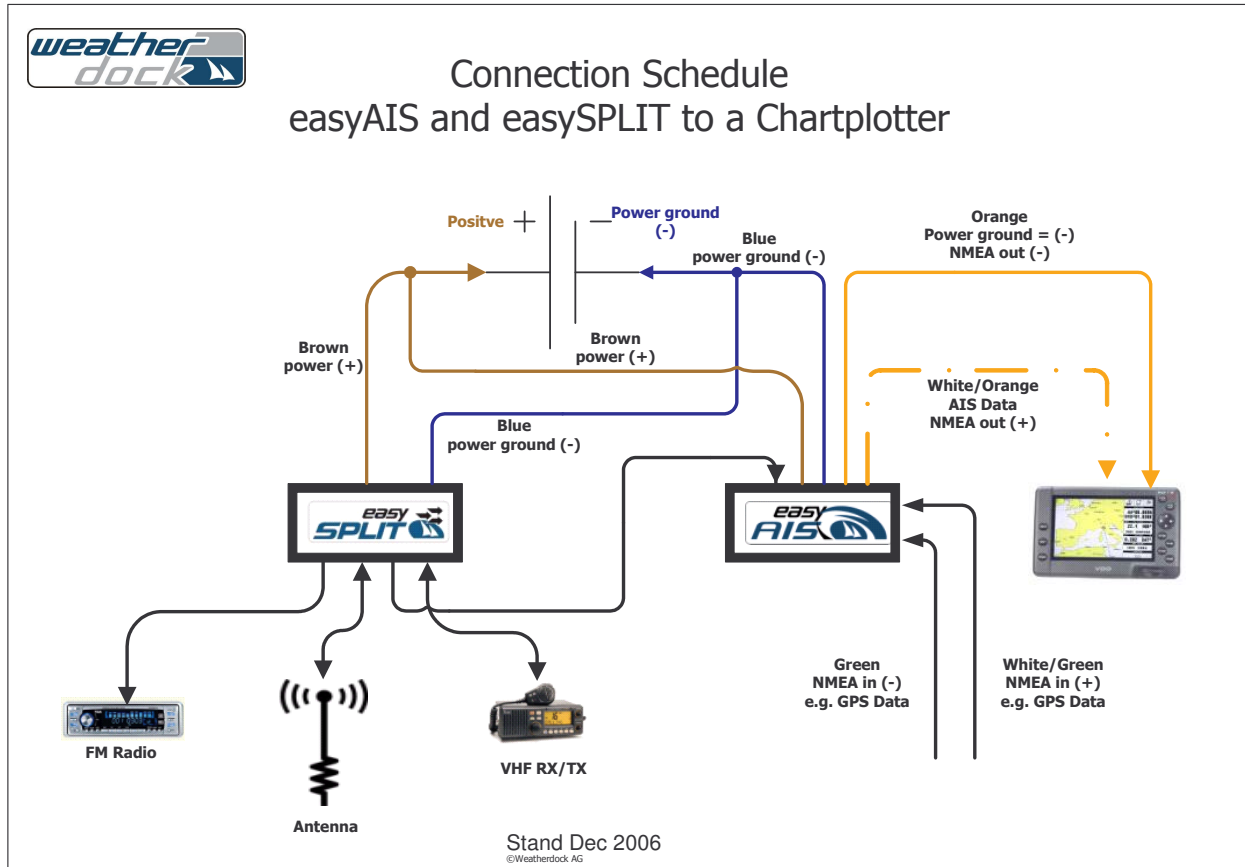 weather
dock
Connection Schedule
easyAIS and easySPLIT to a Chartplotter
Positve +
Power ground
(-)
Blue
power ground (-)
Orange
Power ground = (-)
NMEA out (-)
Brown
power (+)
Brown
power (+)
White/Orange
AIS Data
NMEA out (+)
Blue
power ground (-)
easy
SPLIT
easy
AIS
VDO
Green
NMEA in (-)
e.g. GPS Data
White/Green
NMEA in (+)
e.g. GPS Data
FM Radio
VHF RX/TX
Antenna
Stand Dec 2006
©Weatherdock AG